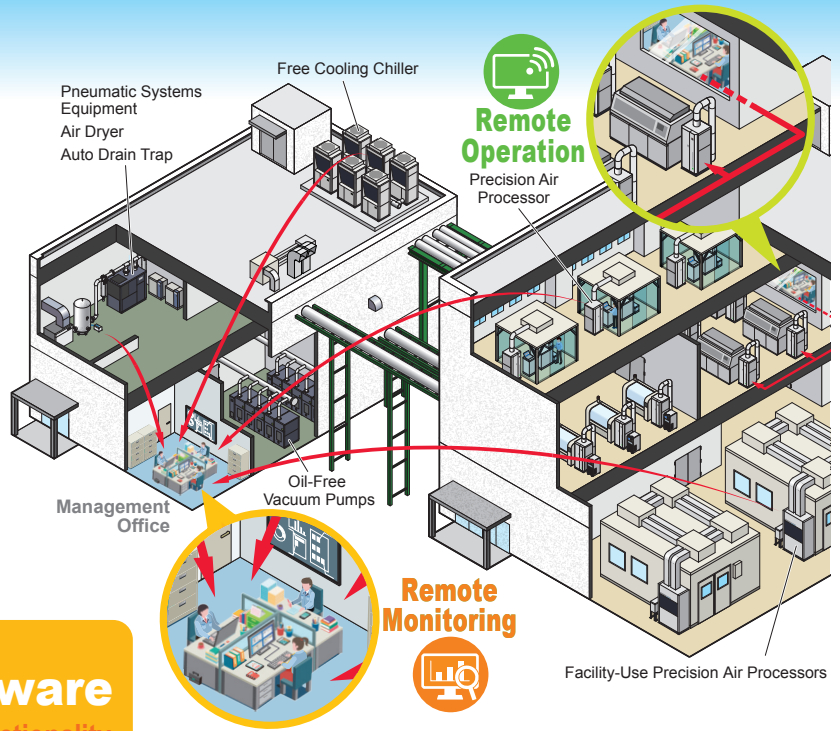 Free Cooling Chiller
Pneumatic Systems
Equipment
Air Dryer
Auto Drain Trap
Remote
Operation
Precision Air
Processor
Oil-Free
Vacuum Pumps
Management
Office
Remote
Monitoring
Facility-Use Precision Air Processors
ware